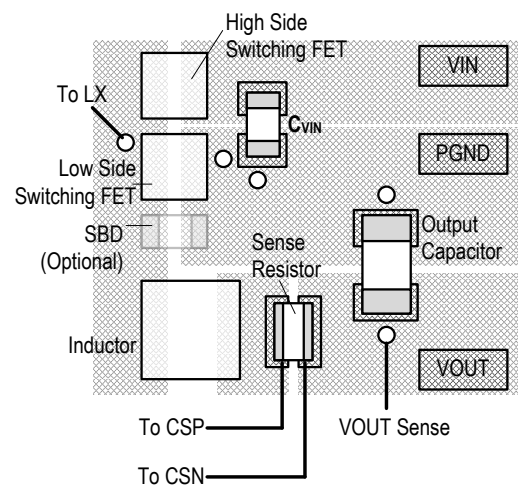 High Side
Switching FET
VIN
To LX
CVIN
PGND
Low Side
Switching FET
SBD
(Optional)
Sense
Resistor
Output
Capacitor
Inductor
VOUT
To CSP
VOUT Sense
To CSN